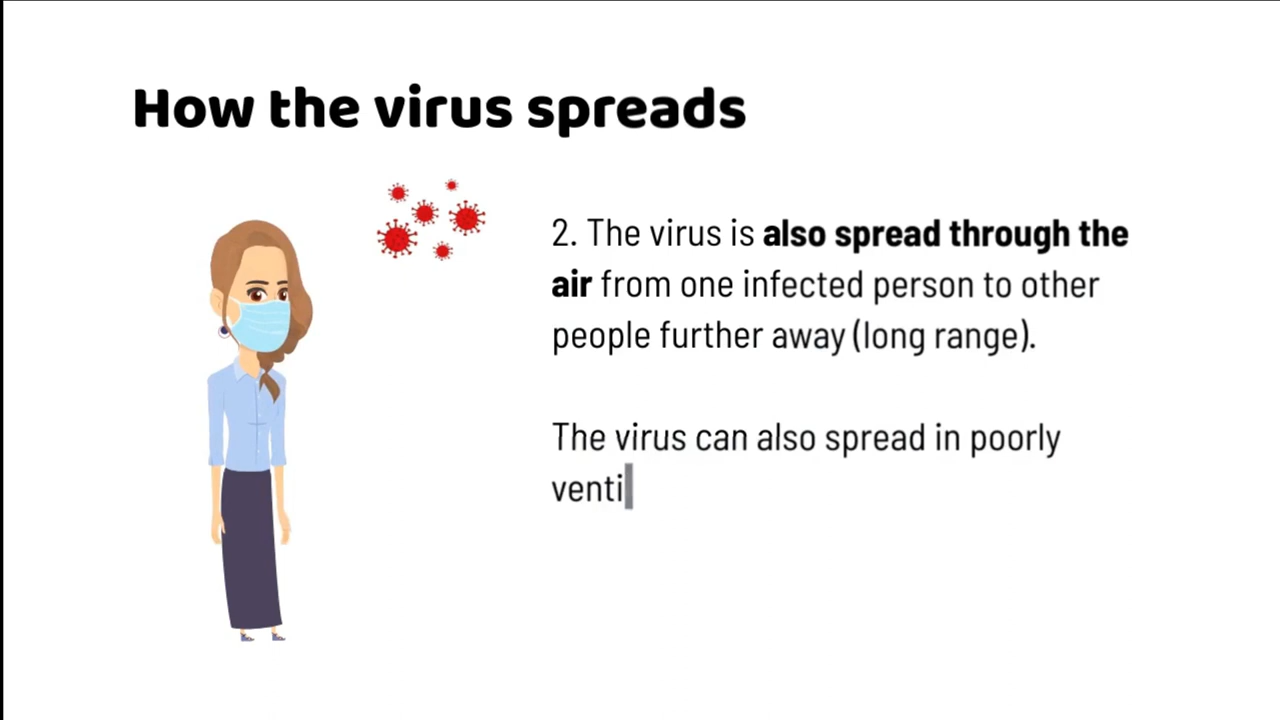 How the virus spreads
2. The virus is also spread through the
air from one infected person to other
people further away (long range).
The virus can also spread in poorly
venti